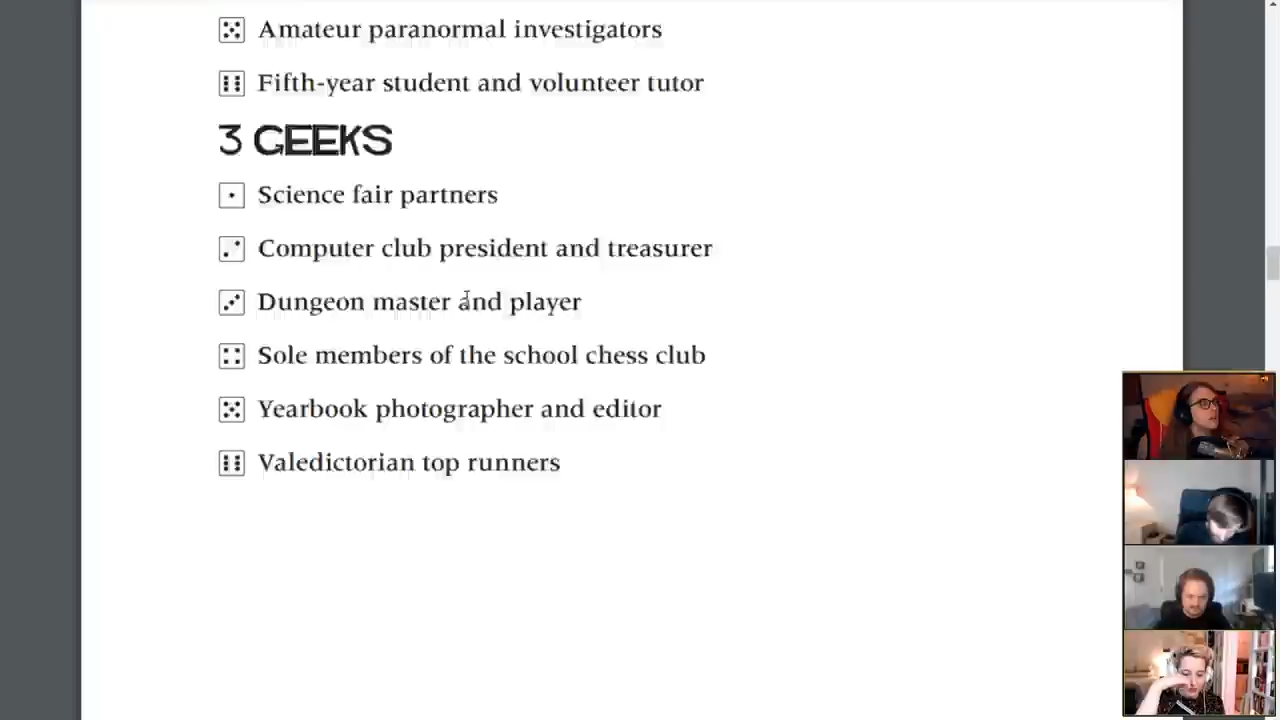 Amateur paranormal investigators
Fifth-year student and volunteer tutor
3 GEEKS
Science fair partners
Computer club president and treasurer
Dungeon master and player
Sole members of the school chess club
Yearbook photographer and editor
Valedictorian top runners